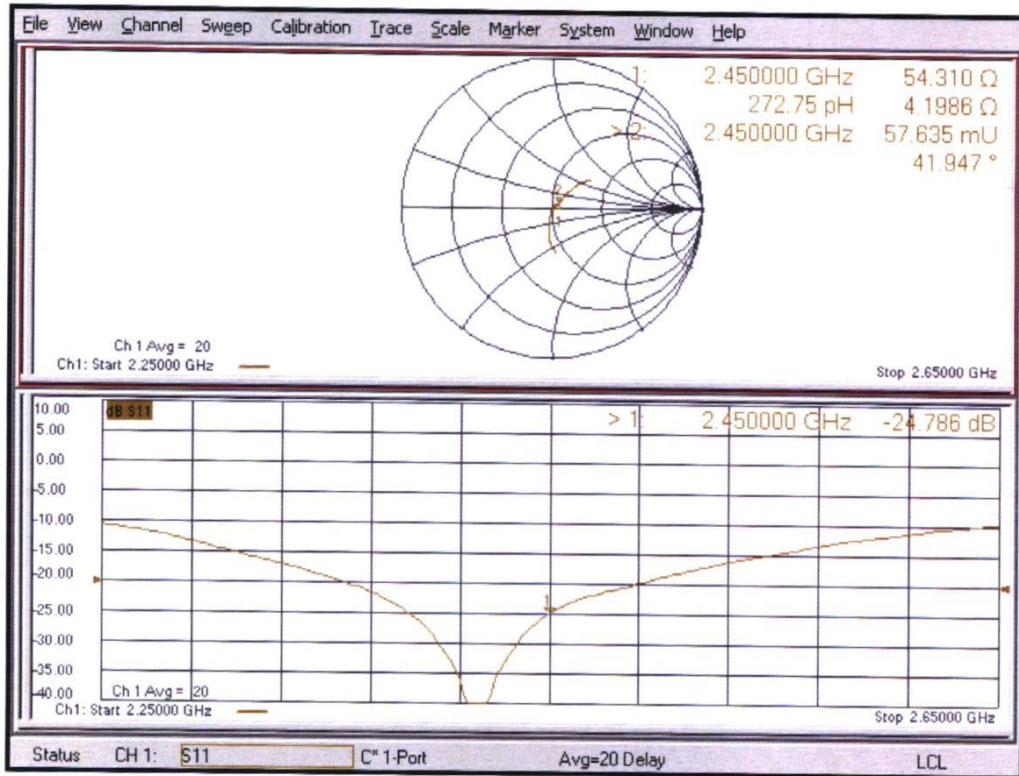 File View Channel Sweep Calibration Trace Scale Marker System Window Help
1: 2.450000 GHz 54.310 Ω
272.75 pH 4.1986 Ω
> 2: 2.450000 GHz 57.635 mU
41.947 °
2
1
Ch 1 Avg = 20
Ch1: Start 2.25000 GHz
Stop 2.65000 GHz
10.00
dB S11
> 1: 2.450000 GHz -24.786 dB
5.00
0.00
-5.00
-10.00
-15.00
-20.00
1
-25.00
-30.00
-35.00
-40.00
Ch 1 Avg = 20
Ch1: Start 2.25000 GHz
Stop 2.65000 GHz
Status CH 1: S11 C* 1-Port Avg=20 Delay LCL